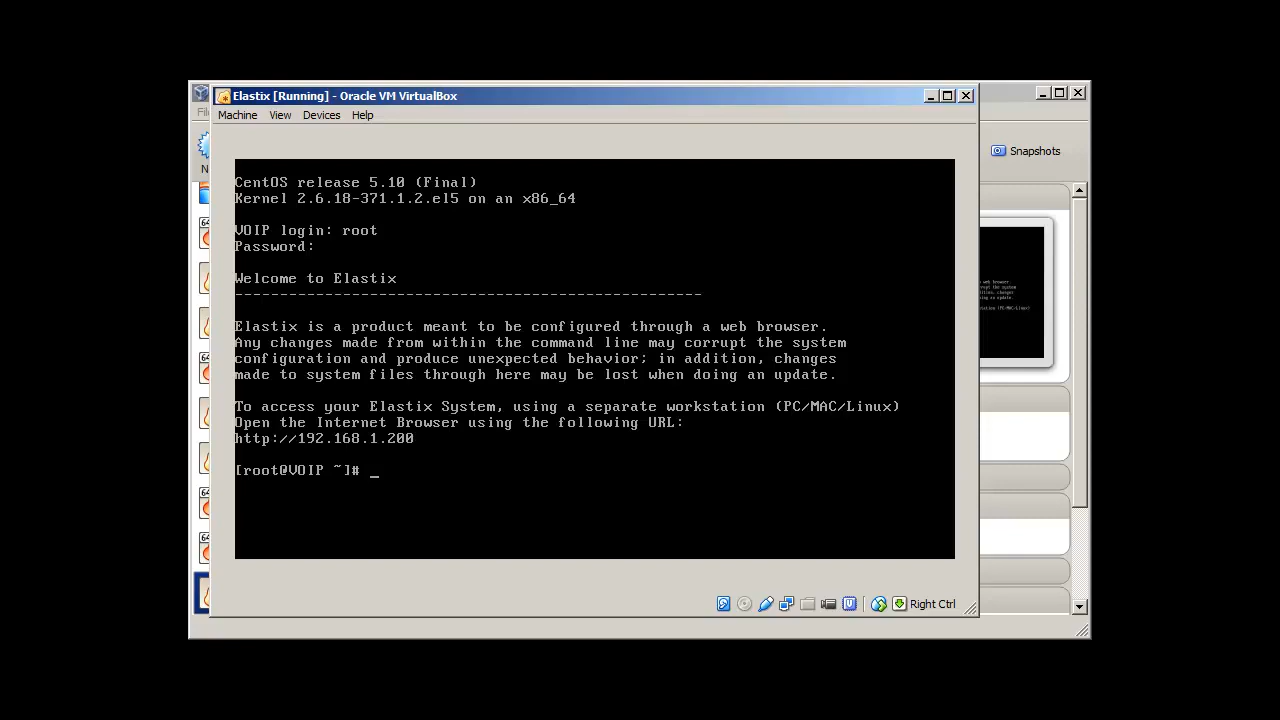 Elastix [Running] - Oracle VM VirtualBox
Machine View Devices Help
Snapshots
CentOS release 5.10 (Final)
Kernel 2.6.18-371.1.2.el5 on an x86_64
VOIP login: root
Password:
Welcome to Elastix
----------------------------------------------------
Elastix is a product meant to be configured through a web browser.
Any changes made from within the command line may corrupt the system
configuration and produce unexpected behavior; in addition, changes
made to system files through here may be lost when doing an update.
To access your Elastix System, using a separate workstation (PC/MAC/Linux)
Open the Internet Browser using the following URL:
http://192.168.1.200
[root@VOIP ~]# _
Right Ctrl